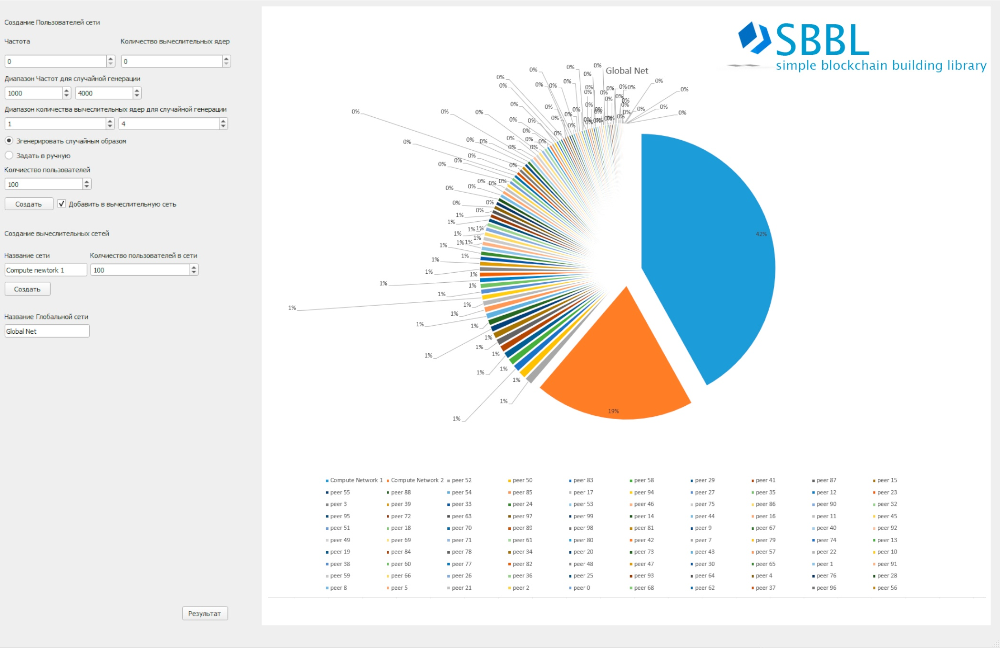 Создание Пользователей сети
Частота
Количество вычеслительных ядер
0
0
Диапазон Частот для случайной генерации
1000
4000
Диапазон количества вычеслительных ядер для случайной генерации
1
4
Згенерировать случайным образом
Задать в ручную
Колчиество пользователей
100
Создать
Добавить в вычеслительную сеть
Создание вычеслительных сетей
Название сети
Колчиество пользователей в сети
Compute newtork 1
100
Создать
Название Глобальной сети
Global Net
Результат
SBBL
simple blockchain building library
Global Net
42%
19%
Compute Network 1 Compute Network 2 peer 52 peer 50 peer 83 peer 58 peer 29 peer 41 peer 87 peer 15
peer 55 peer 88 peer 54 peer 85 peer 17 peer 94 peer 27 peer 35 peer 12 peer 23
peer 3 peer 39 peer 33 peer 24 peer 53 peer 46 peer 75 peer 86 peer 90 peer 32
peer 95 peer 72 peer 63 peer 97 peer 99 peer 14 peer 44 peer 16 peer 11 peer 45
peer 51 peer 18 peer 70 peer 89 peer 98 peer 81 peer 9 peer 67 peer 40 peer 92
peer 49 peer 69 peer 71 peer 61 peer 80 peer 42 peer 7 peer 79 peer 74 peer 13
peer 19 peer 84 peer 78 peer 34 peer 20 peer 73 peer 43 peer 57 peer 22 peer 10
peer 38 peer 60 peer 77 peer 82 peer 48 peer 47 peer 30 peer 65 peer 1 peer 91
peer 59 peer 66 peer 26 peer 36 peer 25 peer 93 peer 64 peer 4 peer 76 peer 28
peer 8 peer 5 peer 21 peer 2 peer 0 peer 68 peer 62 peer 37 peer 96 peer 56